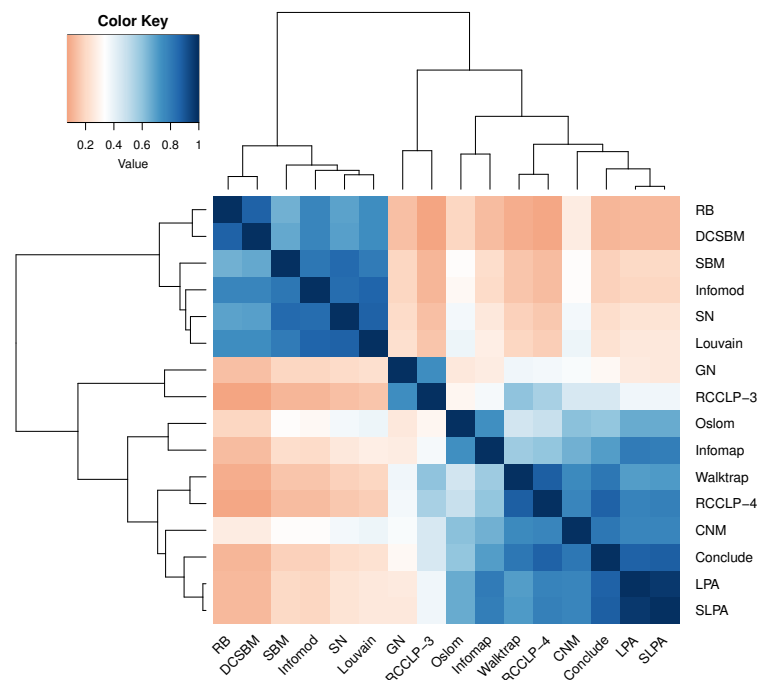 Color Key
0.2 0.4 0.6 0.8 1
Value
RB
DCSBM
SBM
Infomod
SN
Louvain
GN
RCCLP-3
Oslom
Infomap
Walktrap
RCCLP-4
CNM
Conclude
LPA
SLPA
RB DCSBM SBM Infomod SN Louvain GN RCCLP-3 Oslom Infomap Walktrap RCCLP-4 CNM Conclude LPA SLPA